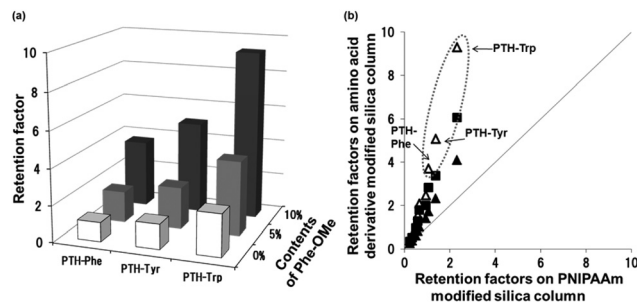 (a)
Retention factor
10
8
6
4
2
0
PTH-Phe
PTH-Tyr
PTH-Trp
0%
5%
10%
Contents
of Phe-OMe
(b)
Retention factors on amino acid
derivative modified silica column
10
8
6
4
2
0
PTH-Trp
PTH-
Phe
PTH-Tyr
0
2
4
6
8
10
Retention factors on PNIPAAm
modified silica column